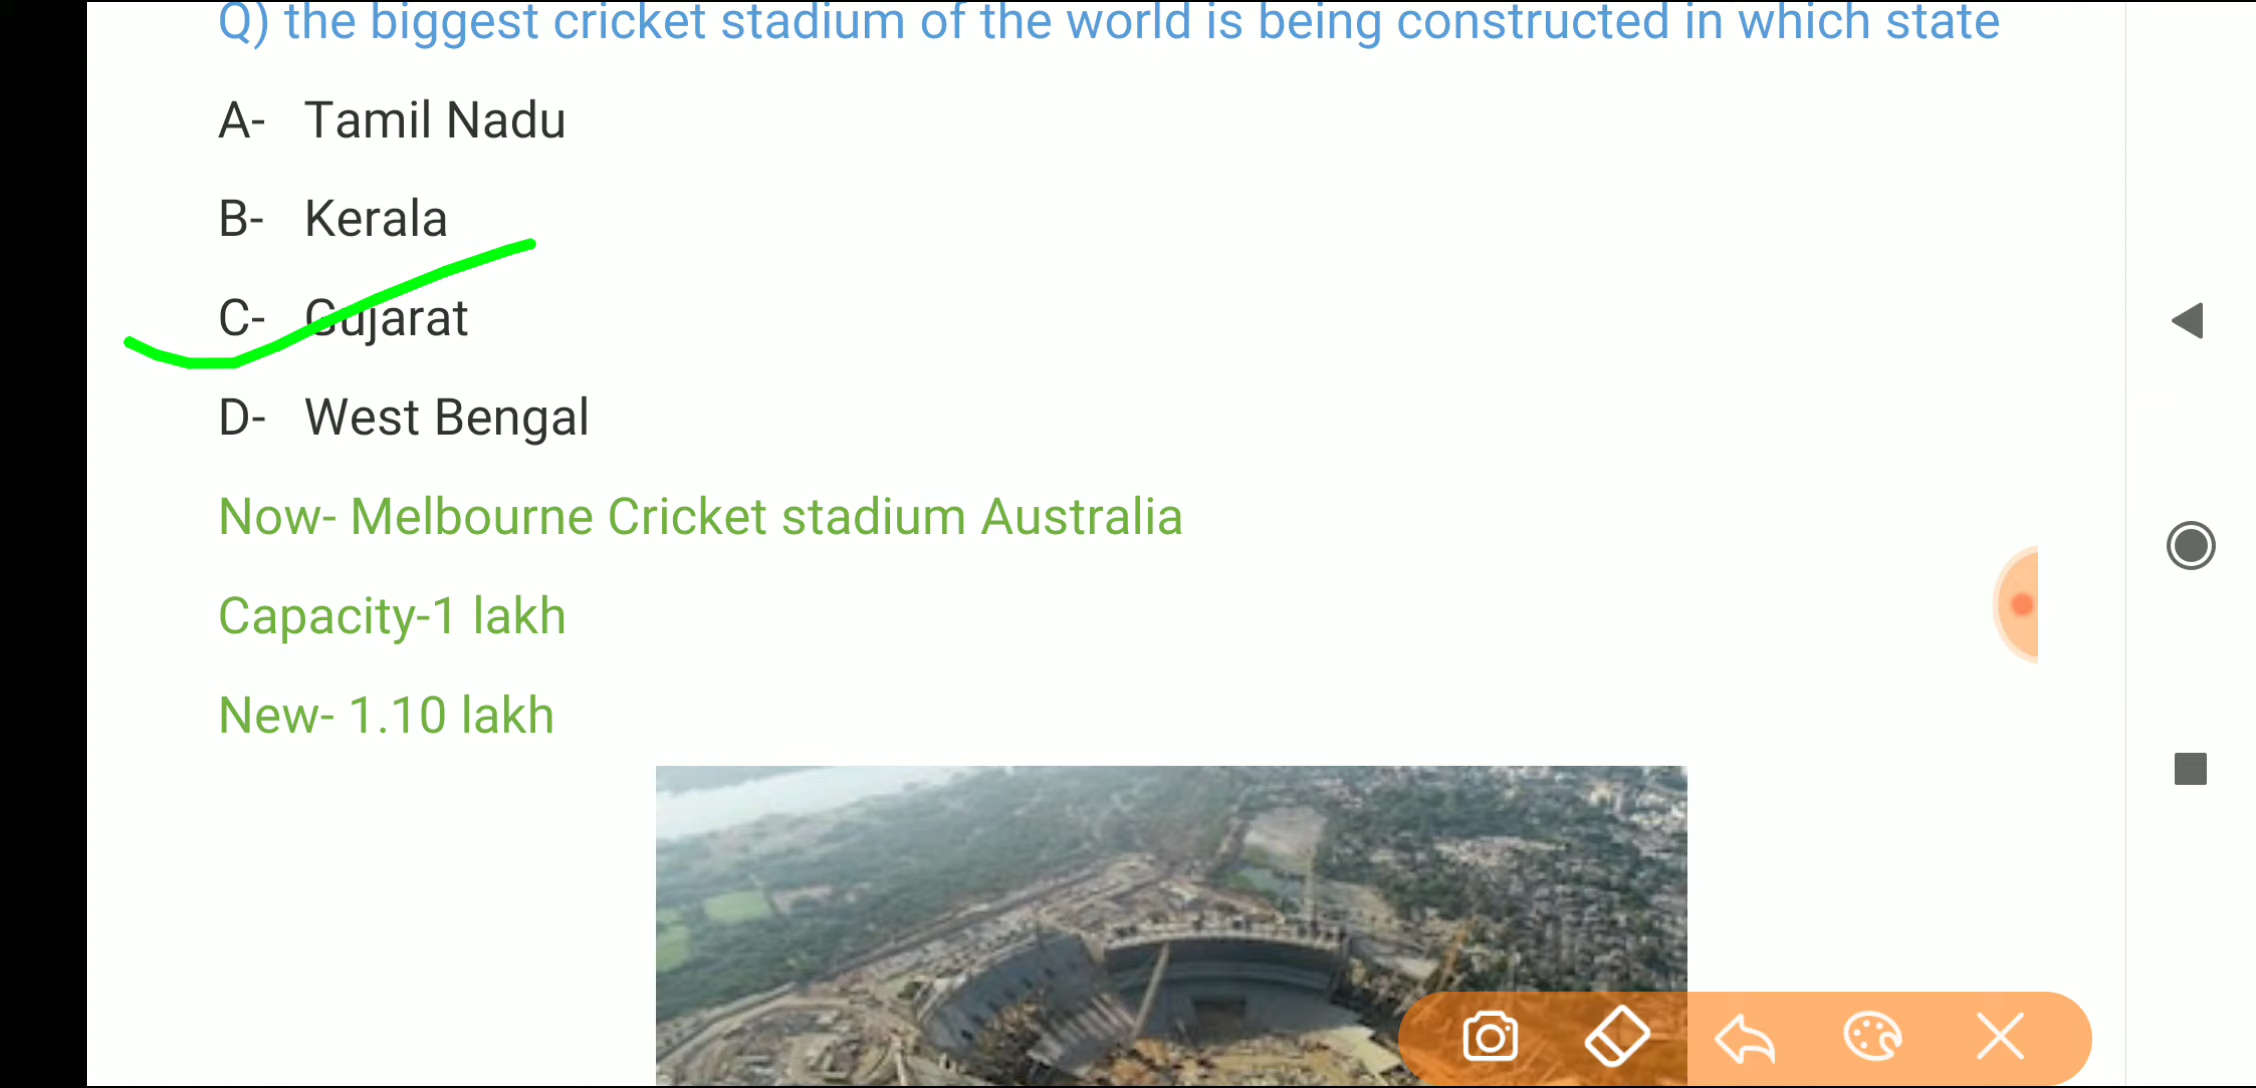 Q) the biggest cricket stadium of the world is being constructed in which state
A- Tamil Nadu
B- Kerala
C- Gujarat
D- West Bengal
Now- Melbourne Cricket stadium Australia
Capacity-1 lakh
New- 1.10 lakh